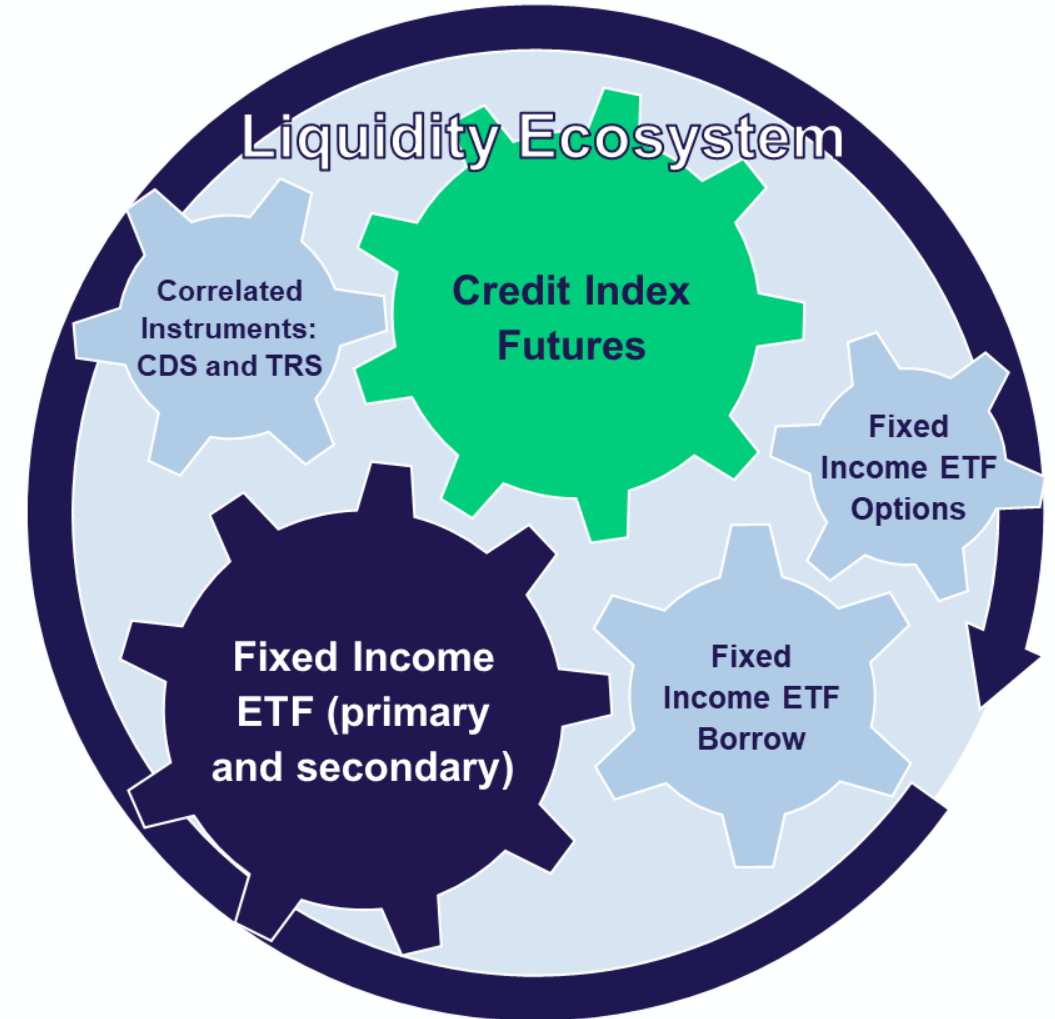 Liquidity Ecosystem
Credit Index
Futures
Correlated
Instruments:
CDS and TRS
Fixed
Income ETF
Options
Fixed Income
ETF (primary
and secondary)
Fixed
Income ETF
Borrow